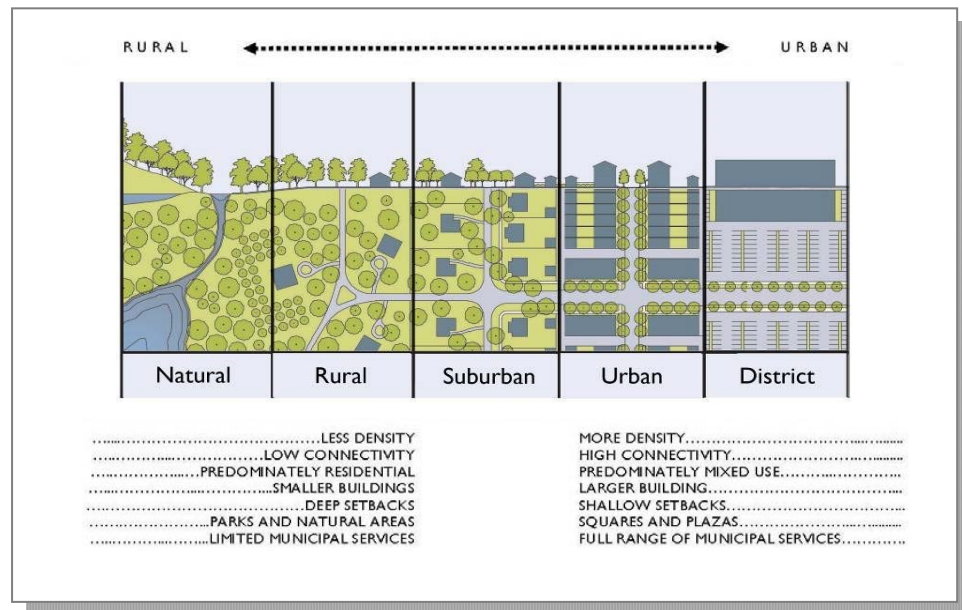 RURAL URBAN
Natural Rural Suburban Urban District
.......................................LESS DENSITY
.......................................LOW CONNECTIVITY
.......................PREDOMINATELY RESIDENTIAL
.......................................SMALLER BUILDINGS
.......................................DEEP SETBACKS
.......................PARKS AND NATURAL AREAS
.......................LIMITED MUNICIPAL SERVICES
MORE DENSITY.......................................
HIGH CONNECTIVITY.......................................
PREDOMINATELY MIXED USE.......................
LARGER BUILDING.......................................
SHALLOW SETBACKS.......................................
SQUARES AND PLAZAS.......................................
FULL RANGE OF MUNICIPAL SERVICES.............